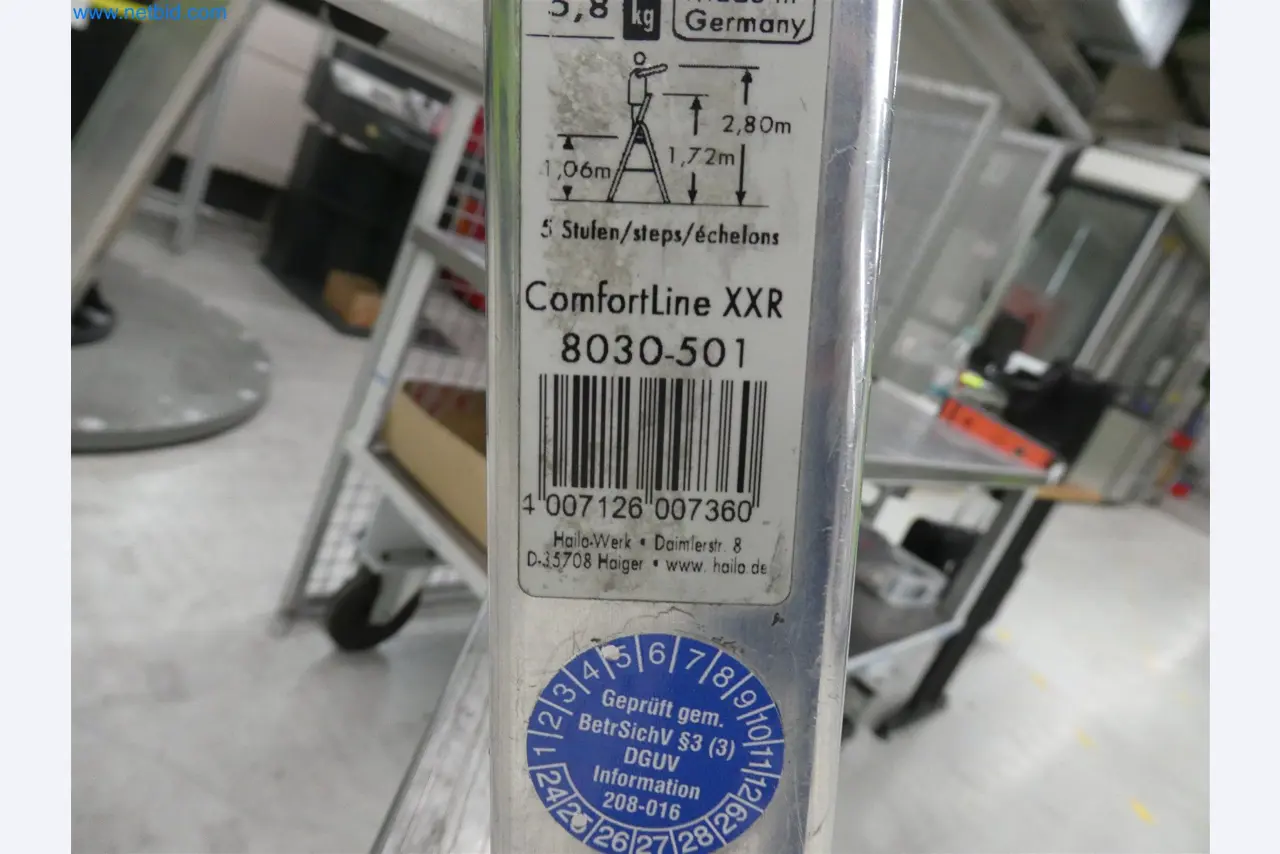 www.netbid.com
5,8 kg
Made in
Germany
2,80m
1,72m
1,06m
5 Stufen/steps/échelons
ComfortLine XXR
8030-501
4 007126 007360
Hailo-Werk • Daimlerstr. 8
D-35708 Haiger • www.hailo.de
1 2 3 4 5 6 7 8 9 10 11 12
Geprüft gem.
BetrSichV §3 (3)
DGUV
Information
208-016
24 25 26 27 28 29